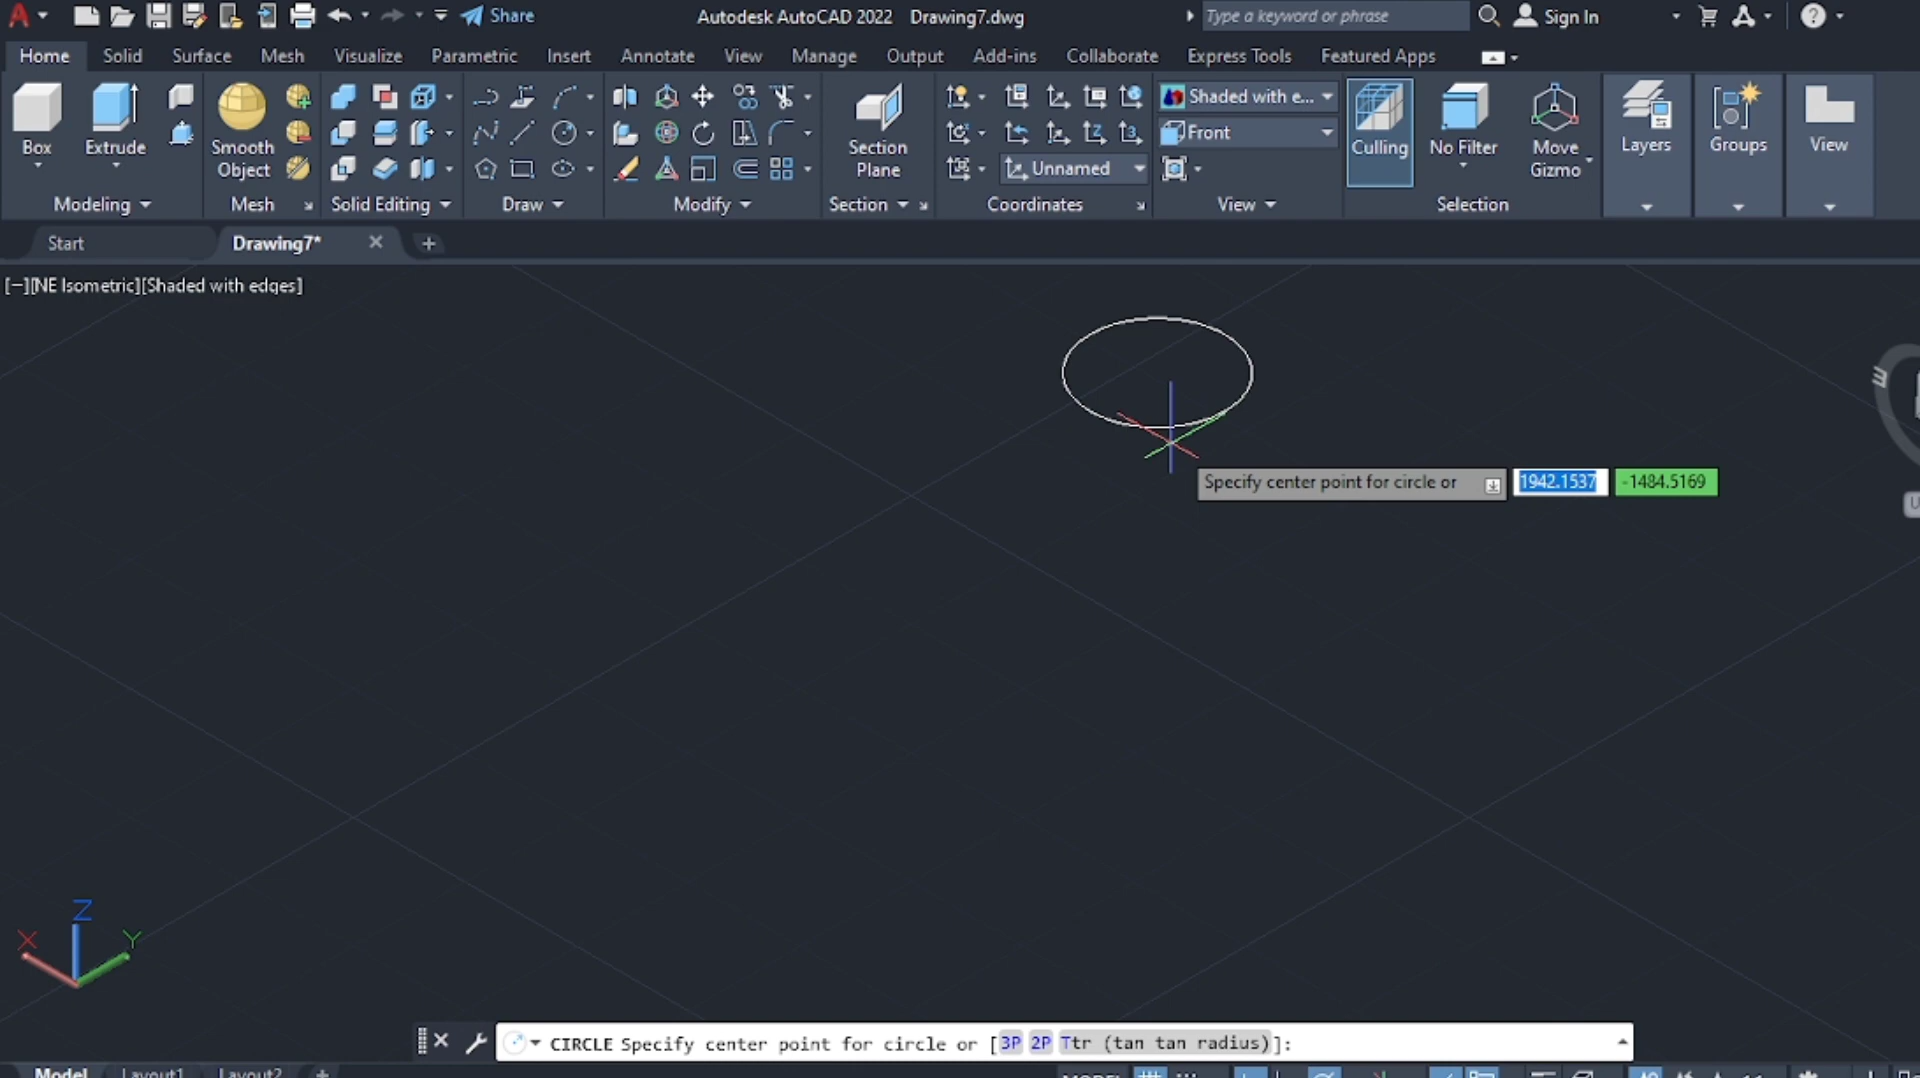 Share
Autodesk AutoCAD 2022 Drawing7.dwg
Type a keyword or phrase
Sign In
Home Solid Surface Mesh Visualize Parametric Insert Annotate View Manage Output Add-ins Collaborate Express Tools Featured Apps
Box
Extrude
Smooth
Object
Section
Plane
Shaded with e...
Front
Unnamed
Culling
No Filter
Move
Gizmo
Layers
Groups
View
Modeling Mesh Solid Editing Draw Modify Section Coordinates View Selection
Start Drawing7*
[−][NE Isometric][Shaded with edges]
Specify center point for circle or 1942.1537 -1484.5169
Z
X Y
CIRCLE Specify center point for circle or [3P 2P Ttr (tan tan radius)]:
Model Layout1 Layout2
MODEL